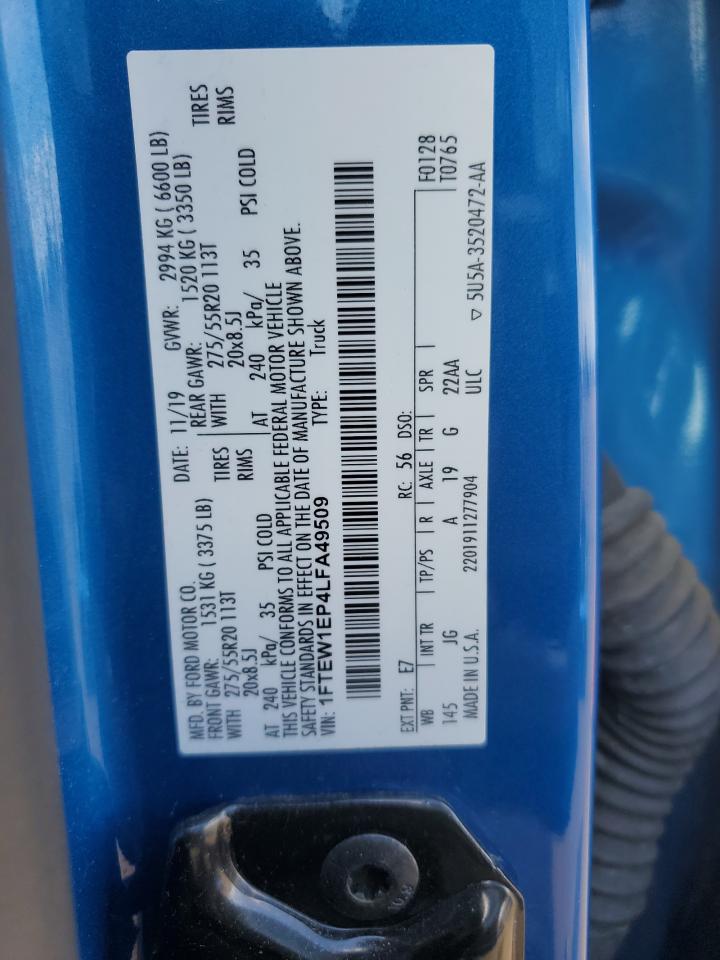 MFD. BY FORD MOTOR CO.
DATE: 11/19 GVWR: 2994 KG ( 6600 LB)
FRONT GAWR: 1531 KG ( 3375 LB)
REAR GAWR: 1520 KG ( 3350 LB)
WITH 275/55R20 113T TIRES
WITH 275/55R20 113T TIRES
20x8.5J RIMS
20x8.5J RIMS
AT 240 kPa/ 35 PSI COLD
AT 240 kPa/ 35 PSI COLD
THIS VEHICLE CONFORMS TO ALL APPLICABLE FEDERAL MOTOR VEHICLE
SAFETY STANDARDS IN EFFECT ON THE DATE OF MANUFACTURE SHOWN ABOVE.
VIN: 1FTEW1EP4LFA49509 TYPE: Truck
EXT PNT: E7 RC: 56 DSO: F0128
T0765
WB INT TR TP/PS R AXLE TR SPR
145 JG A 19 G 22AA
MADE IN U.S.A. 2201911277904 ULC
▽ 5U5A-3520472-AA